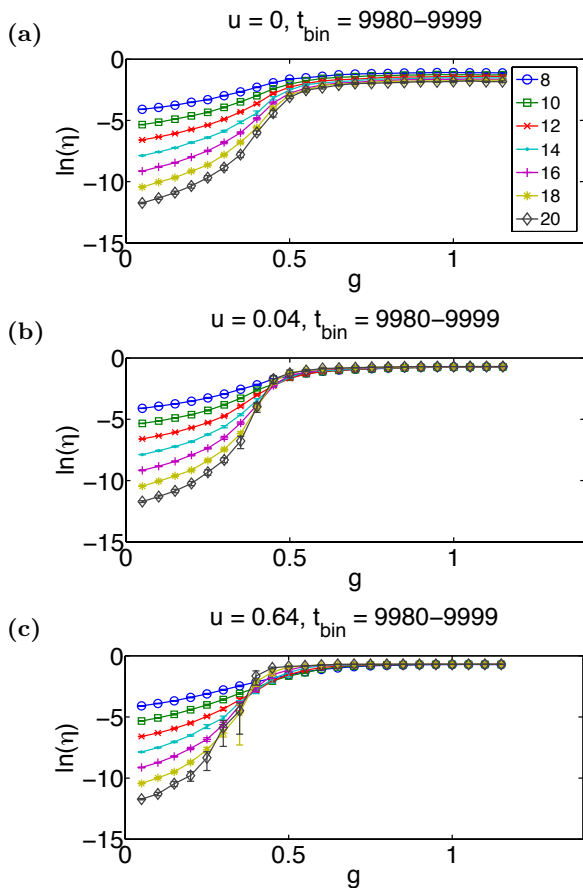 (a)
u = 0, t_bin = 9980–9999
ln(η)
0
−5
−10
−15
0
0.5
1
g
8
10
12
14
16
18
20
(b)
u = 0.04, t_bin = 9980–9999
ln(η)
0
−5
−10
−15
0
0.5
1
g
(c)
u = 0.64, t_bin = 9980–9999
ln(η)
0
−5
−10
−15
0
0.5
1
g